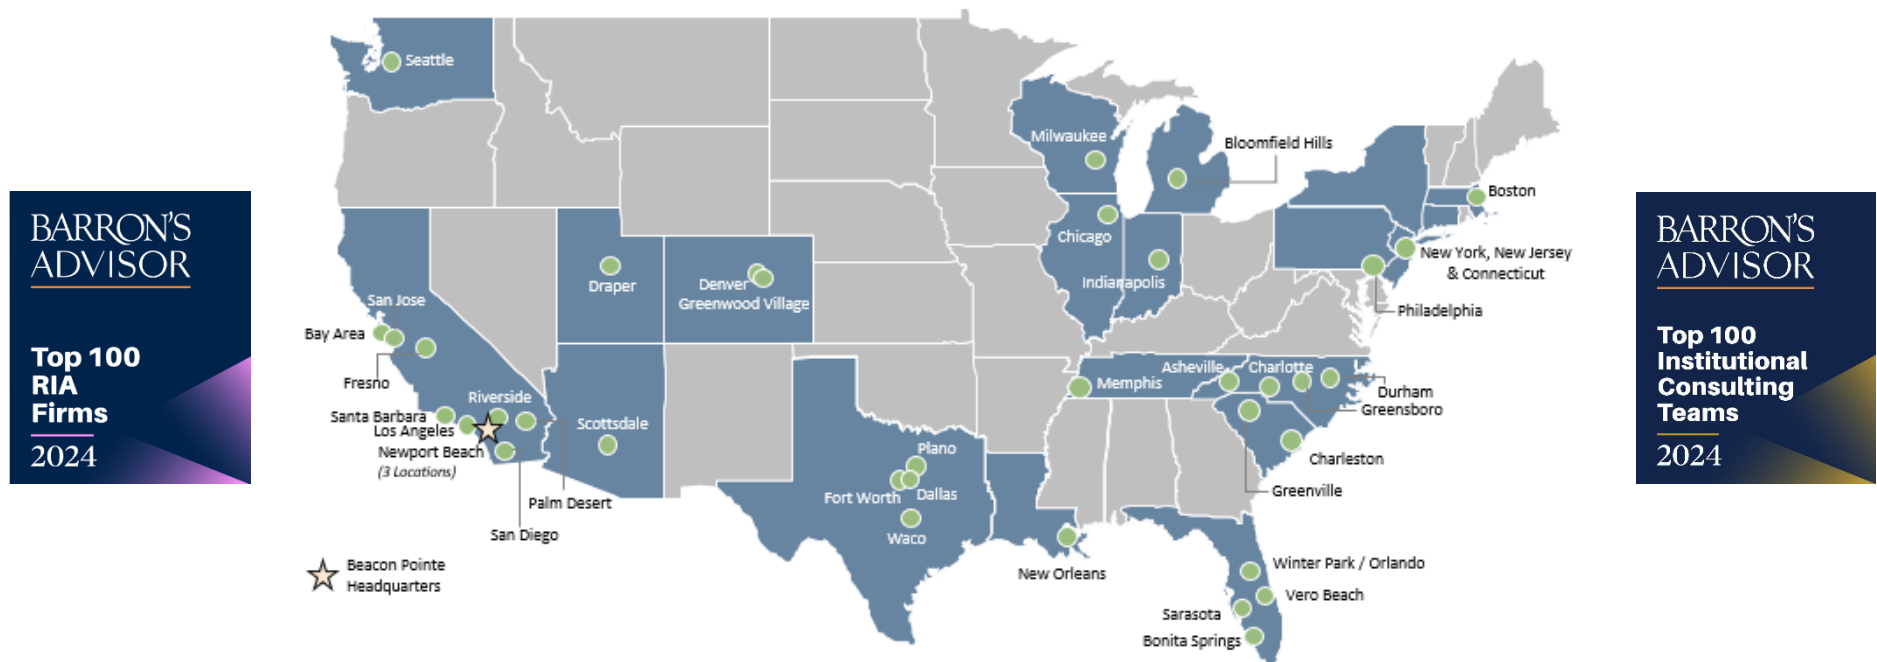 BARRON'S
ADVISOR
Top 100
RIA
Firms
2024
Seattle
Milwaukee
Bloomfield Hills
Boston
Chicago
Indianapolis
New York, New Jersey
& Connecticut
Philadelphia
Draper
Denver
Greenwood Village
San Jose
Bay Area
Fresno
Riverside
Santa Barbara
Los Angeles
Newport Beach
(3 Locations)
Palm Desert
San Diego
Scottsdale
Memphis
Asheville
Charlotte
Durham
Greensboro
Charleston
Greenville
Plano
Fort Worth
Dallas
Waco
New Orleans
Winter Park / Orlando
Vero Beach
Sarasota
Bonita Springs
Beacon Pointe
Headquarters
BARRON'S
ADVISOR
Top 100
Institutional
Consulting
Teams
2024